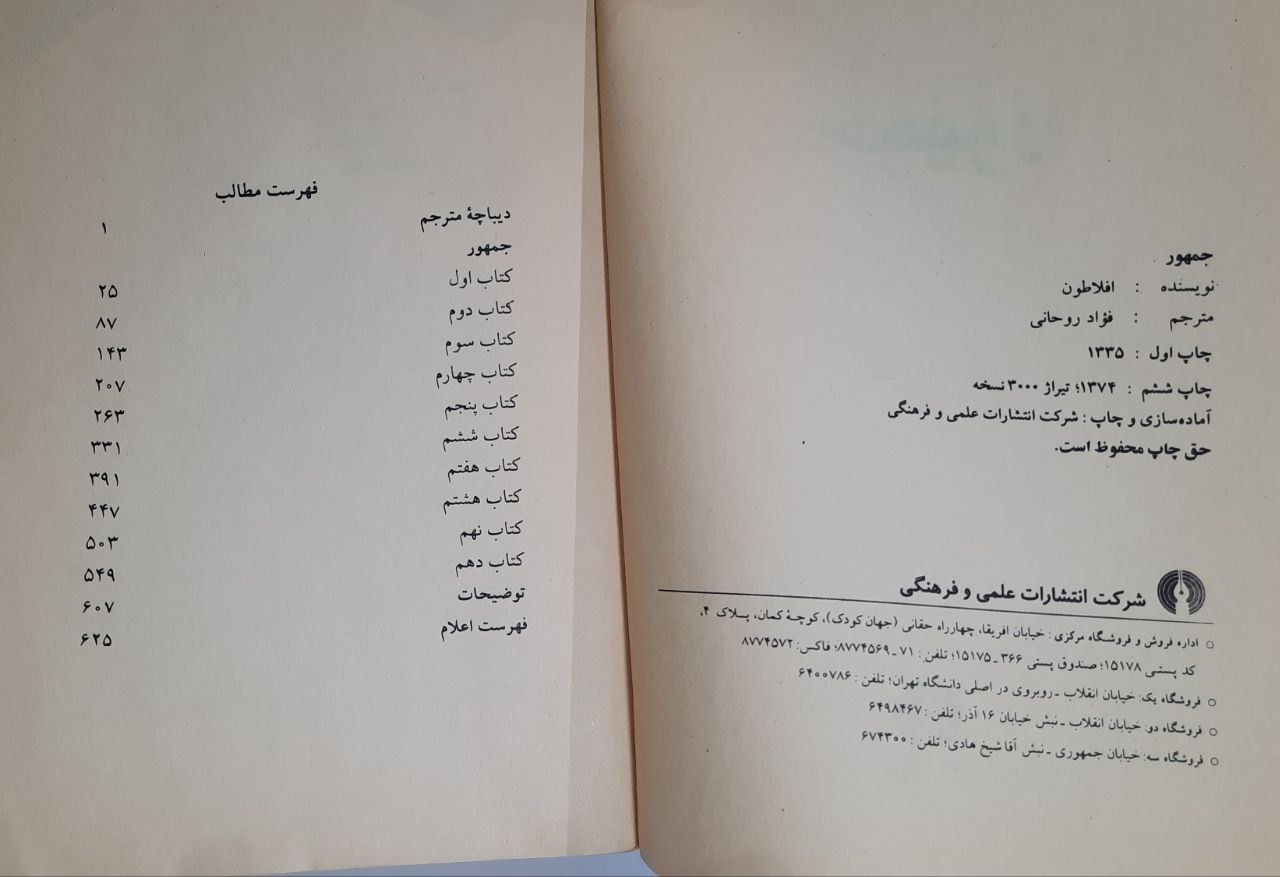 جمهور
نویسنده : افلاطون
مترجم : فؤاد روحانی
چاپ اول : ۱۳۳۵
چاپ ششم : ۱۳۷۴؛ تیراژ ۳۰۰۰ نسخه
آماده‌سازی و چاپ : شرکت انتشارات علمی و فرهنگی
حق چاپ محفوظ است.
شرکت انتشارات علمی و فرهنگی
○ اداره فروش و فروشگاه مرکزی : خیابان افریقا، چهارراه حقانی (جهان کودک)، کوچهٔ کمان، پلاک ۴،
کد پستی ۱۵۱۷۸؛ صندوق پستی ۳۶۶ ـ ۱۵۱۷۵؛ تلفن : ۷۱ ـ ۸۷۷۴۵۶۹؛ فاکس: ۸۷۷۴۵۷۲
○ فروشگاه یک: خیابان انقلاب ـ روبروی در اصلی دانشگاه تهران؛ تلفن : ۶۴۰۰۷۸۶
○ فروشگاه دو: خیابان انقلاب ـ نبش خیابان ۱۶ آذر؛ تلفن : ۶۴۹۸۴۶۷
○ فروشگاه سه: خیابان جمهوری ـ نبش آقا شیخ هادی؛ تلفن : ۶۷۴۳۰۰
فهرست مطالب
دیباچهٔ مترجم ۱
جمهور
کتاب اول ۲۵
کتاب دوم ۸۷
کتاب سوم ۱۴۳
کتاب چهارم ۲۰۷
کتاب پنجم ۲۶۳
کتاب ششم ۳۳۱
کتاب هفتم ۳۹۱
کتاب هشتم ۴۴۷
کتاب نهم ۵۰۳
کتاب دهم ۵۴۹
توضیحات ۶۰۷
فهرست اعلام ۶۲۵